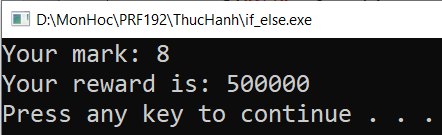 D:\MonHoc\PRF192\ThucHanh\if_else.exe
Your mark: 8
Your reward is: 500000
Press any key to continue . . .